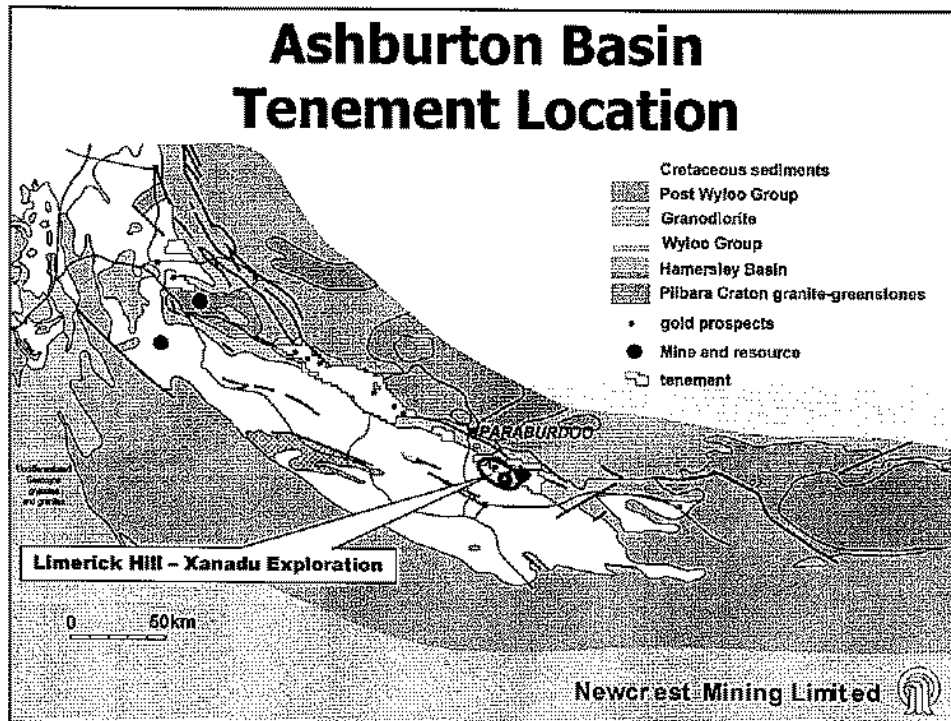 Ashburton Basin
Tenement Location
Cretaceous sediments
Post Wyloo Group
Granodiorite
Wyloo Group
Hamersley Basin
Pilbara Craton granite-greenstones
gold prospects
Mine and resource
tenement
PARABURDOO
Limerick Hill – Xanadu Exploration
0 50km
Newcrest Mining Limited